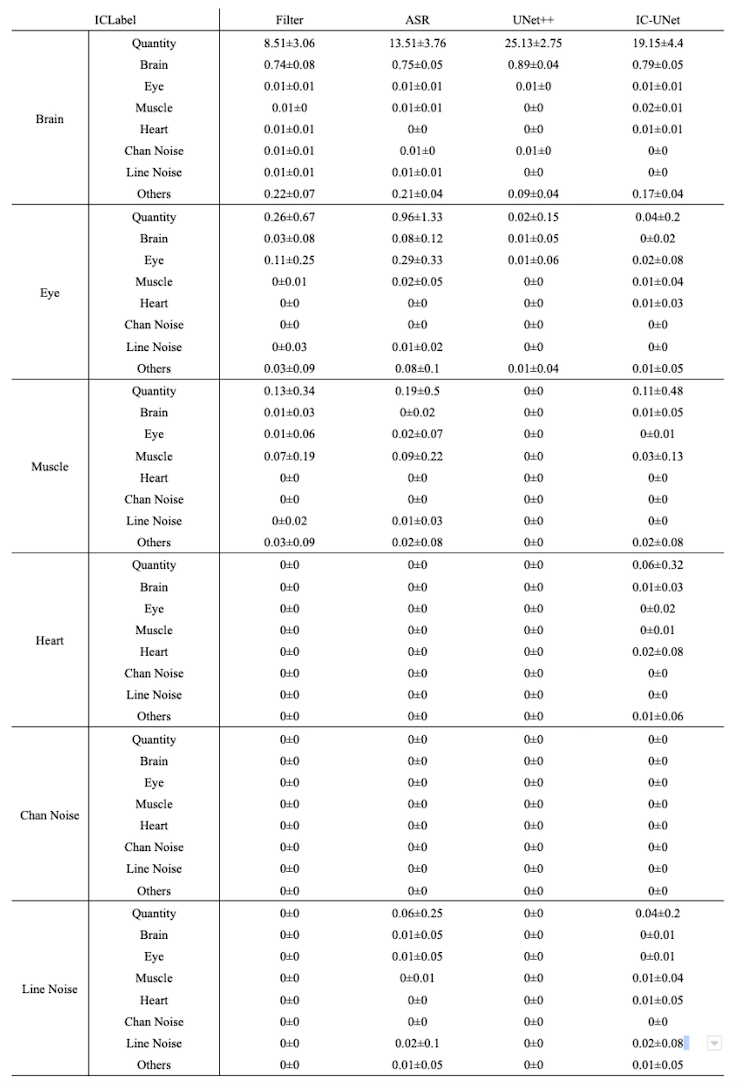 ICLabel Filter ASR UNet++ IC-UNet
Quantity 8.51±3.06 13.51±3.76 25.13±2.75 19.15±4.4
Brain 0.74±0.08 0.75±0.05 0.89±0.04 0.79±0.05
Eye 0.01±0.01 0.01±0.01 0.01±0 0.01±0.01
Muscle 0.01±0 0.01±0.01 0±0 0.02±0.01
Brain
Heart 0.01±0.01 0±0 0±0 0.01±0.01
Chan Noise 0.01±0.01 0.01±0 0.01±0 0±0
Line Noise 0.01±0.01 0.01±0.01 0±0 0±0
Others 0.22±0.07 0.21±0.04 0.09±0.04 0.17±0.04
Quantity 0.26±0.67 0.96±1.33 0.02±0.15 0.04±0.2
Brain 0.03±0.08 0.08±0.12 0.01±0.05 0±0.02
Eye 0.11±0.25 0.29±0.33 0.01±0.06 0.02±0.08
Muscle 0±0.01 0.02±0.05 0±0 0.01±0.04
Eye
Heart 0±0 0±0 0±0 0.01±0.03
Chan Noise 0±0 0±0 0±0 0±0
Line Noise 0±0.03 0.01±0.02 0±0 0±0
Others 0.03±0.09 0.08±0.1 0.01±0.04 0.01±0.05
Quantity 0.13±0.34 0.19±0.5 0±0 0.11±0.48
Brain 0.01±0.03 0±0.02 0±0 0.01±0.05
Eye 0.01±0.06 0.02±0.07 0±0 0±0.01
Muscle 0.07±0.19 0.09±0.22 0±0 0.03±0.13
Muscle
Heart 0±0 0±0 0±0 0±0
Chan Noise 0±0 0±0 0±0 0±0
Line Noise 0±0.02 0.01±0.03 0±0 0±0
Others 0.03±0.09 0.02±0.08 0±0 0.02±0.08
Quantity 0±0 0±0 0±0 0.06±0.32
Brain 0±0 0±0 0±0 0.01±0.03
Eye 0±0 0±0 0±0 0±0.02
Muscle 0±0 0±0 0±0 0±0.01
Heart
Heart 0±0 0±0 0±0 0.02±0.08
Chan Noise 0±0 0±0 0±0 0±0
Line Noise 0±0 0±0 0±0 0±0
Others 0±0 0±0 0±0 0.01±0.06
Quantity 0±0 0±0 0±0 0±0
Brain 0±0 0±0 0±0 0±0
Eye 0±0 0±0 0±0 0±0
Muscle 0±0 0±0 0±0 0±0
Chan Noise
Heart 0±0 0±0 0±0 0±0
Chan Noise 0±0 0±0 0±0 0±0
Line Noise 0±0 0±0 0±0 0±0
Others 0±0 0±0 0±0 0±0
Quantity 0±0 0.06±0.25 0±0 0.04±0.2
Brain 0±0 0.01±0.05 0±0 0±0.01
Eye 0±0 0.01±0.05 0±0 0±0.01
Muscle 0±0 0±0.01 0±0 0.01±0.04
Line Noise
Heart 0±0 0±0 0±0 0.01±0.05
Chan Noise 0±0 0±0 0±0 0±0
Line Noise 0±0 0.02±0.1 0±0 0.02±0.08
Others 0±0 0.01±0.05 0±0 0.01±0.05